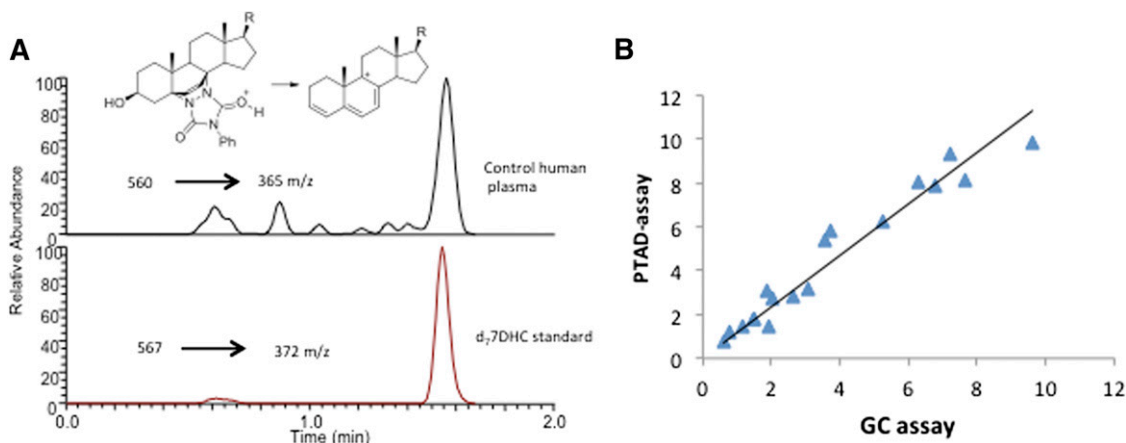 A
R
R
HO
N
N
O
+
H
N
O
Ph
+
100
80
60
40
20
0
560
365 m/z
Control human
plasma
Relative Abundance
100
80
60
40
20
0
567
372 m/z
d₇7DHC standard
0.0
1.0
2.0
Time (min)
B
PTAD-assay
12
10
8
6
4
2
0
0
2
4
6
8
10
12
GC assay